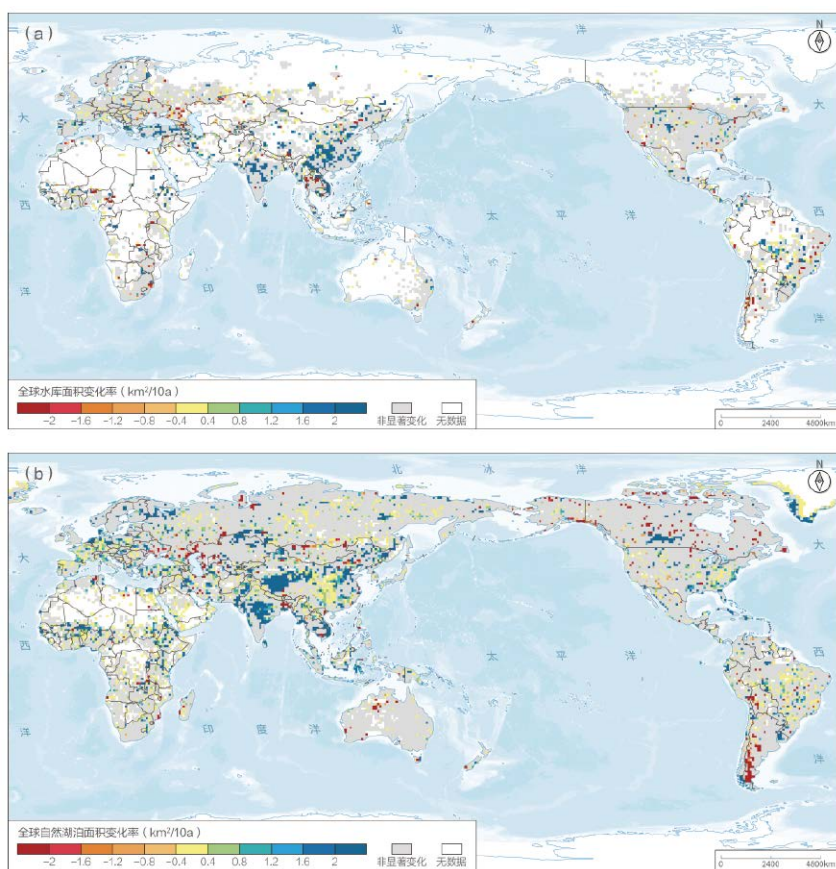 (a)
N
北冰洋
大西洋
太平洋
印度洋
西洋
全球水库面积变化率（km²/10a）
非显著变化
无数据
−2 −1.6 −1.2 −0.8 −0.4 0.4 0.8 1.2 1.6 2
0 2400 4800km
(b)
N
北冰洋
大西洋
太平洋
印度洋
西洋
全球自然湖泊面积变化率（km²/10a）
非显著变化
无数据
−2 −1.6 −1.2 −0.8 −0.4 0.4 0.8 1.2 1.6 2
0 2400 4800km